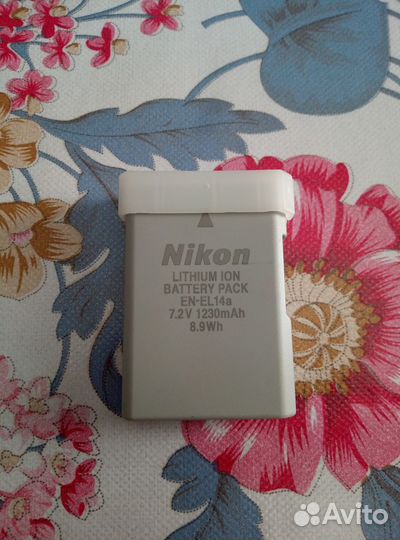 Nikon
LITHIUM ION
BATTERY PACK
EN-EL14a
7.2V 1230mAh
8.9Wh
Avito